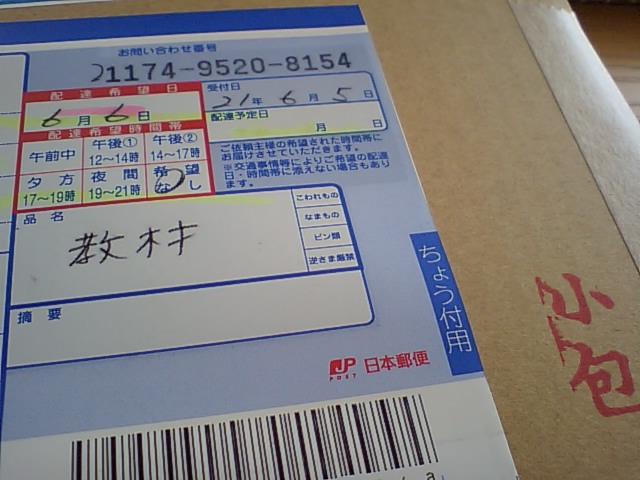 お問い合わせ番号
1174-9520-8154
配達希望日
6月6日
受付日
21年6月5日
配達予定日
月 日
配達希望時間帯
午前中
午後① 12〜14時
午後② 14〜17時
夕方 17〜19時
夜間 19〜21時
希望なし
ご依頼主様の希望された時間帯に
お届けさせていただきます。
※交通事情等によりご希望の配達
日・時間帯に添えない場合もあり
ます。
品名
教材
こわれもの
なまもの
ビン類
逆さま厳禁
摘要
ちょう付用
JP
POST
日本郵便
小包